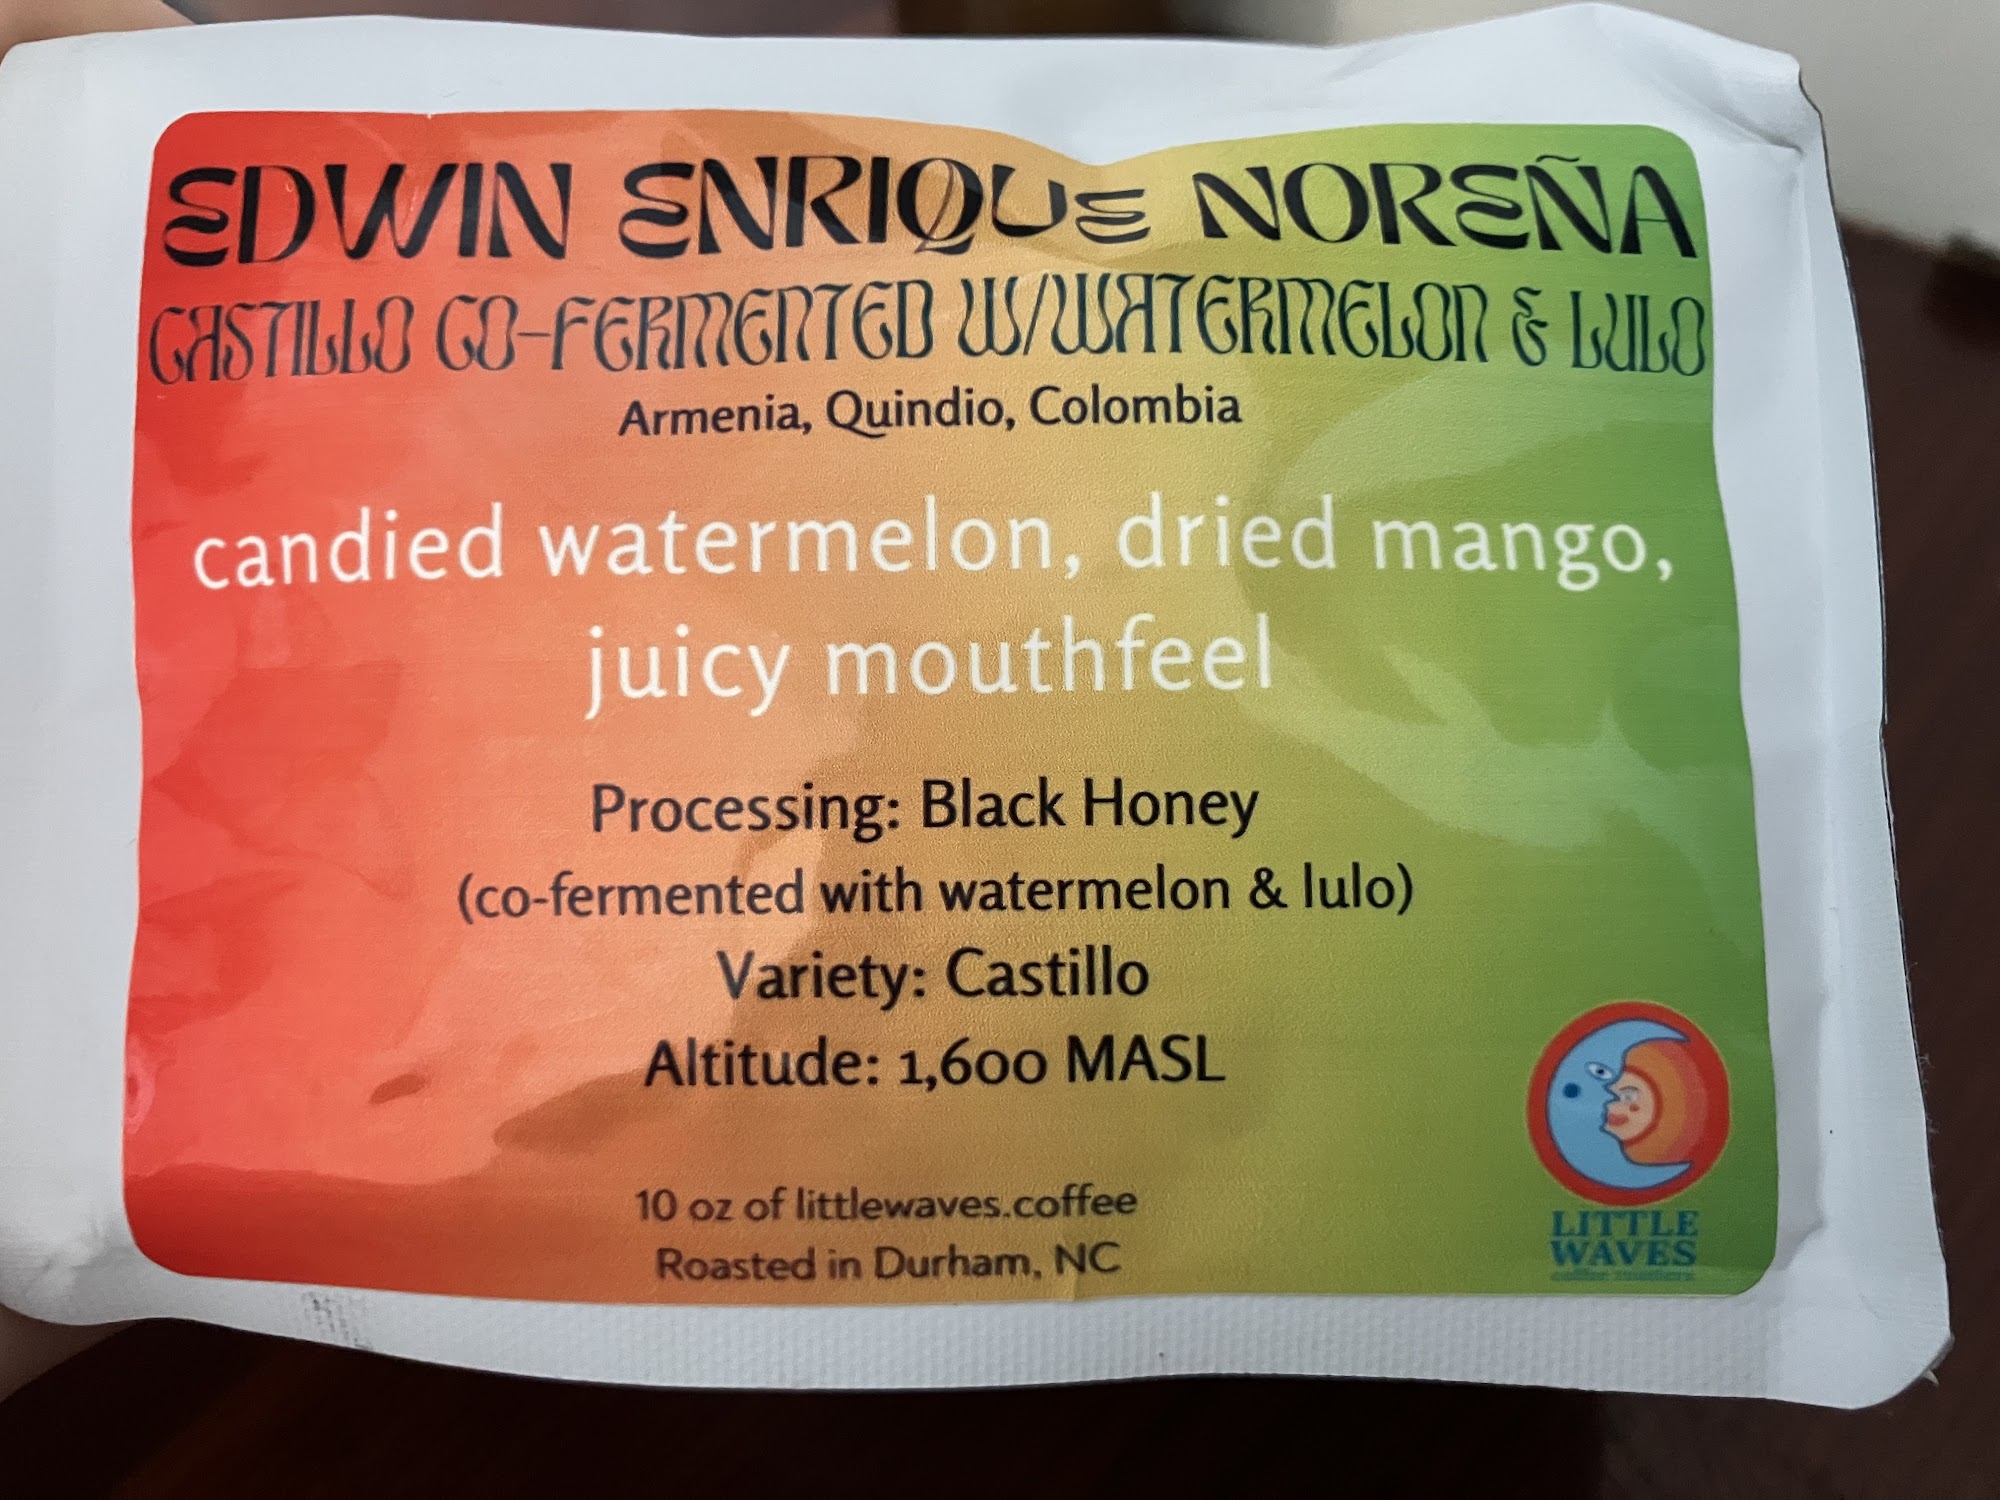 EDWIN ENRIQUE NOREÑA
CASTILLO CO-FERMENTED W/WATERMELON & LULO
Armenia, Quindio, Colombia
candied watermelon, dried mango,
juicy mouthfeel
Processing: Black Honey
(co-fermented with watermelon & lulo)
Variety: Castillo
Altitude: 1,600 MASL
10 oz of littlewaves.coffee
Roasted in Durham, NC
LITTLE
WAVES
coffee roasters